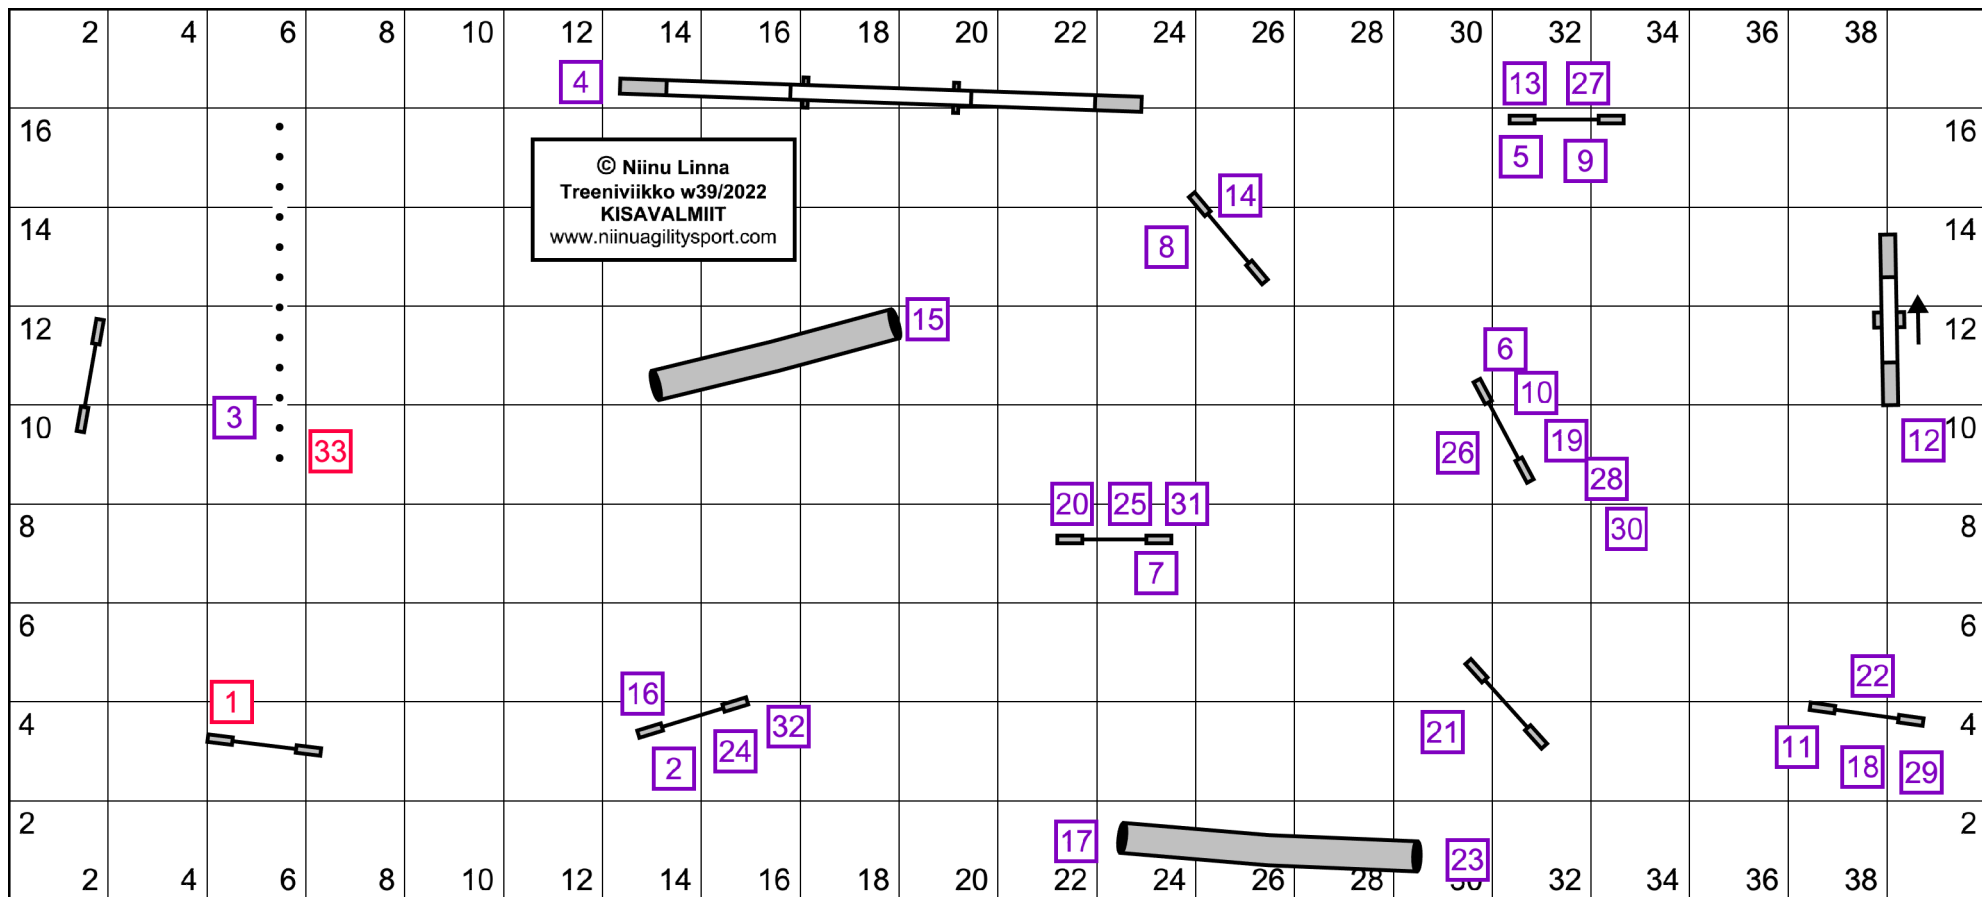 2 4 6 8 10 12 14 16 18 20 22 24 26 28 30 32 34 36 38
4 13 27
16 16
© Niinu Linna
5 9
Treeniviikko w39/2022
14
KISAVALMIIT
14 14
www.niinuagilitysport.com
8
15
12 12
6
10
3 10 12 10
33 26 19
28
20 25 31
8 30 8
7
6 6
22
16
1
4 32 21 4
24 11
2 18 29
2 2
17 23
2 4 6 8 10 12 14 16 18 20 22 24 26 28 30 32 34 36 38